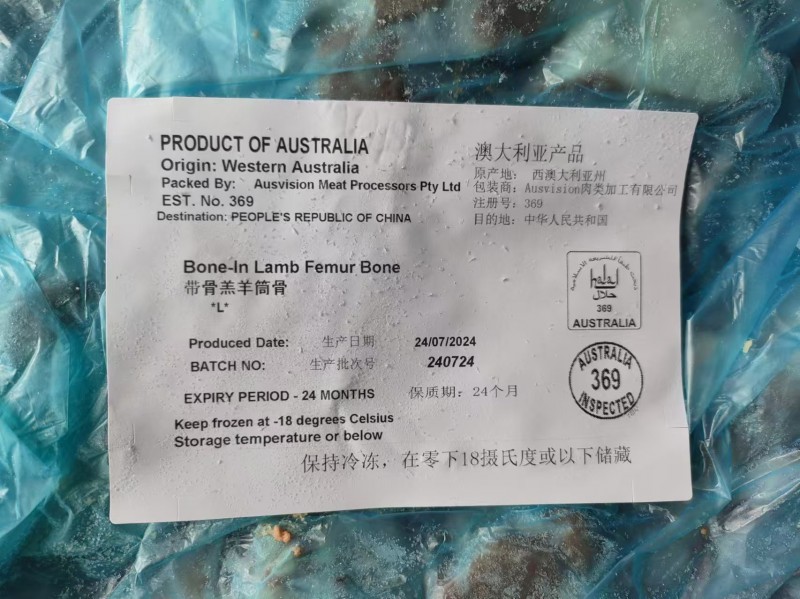 PRODUCT OF AUSTRALIA
Origin: Western Australia
Packed By: Ausvision Meat Processors Pty Ltd
EST. No. 369
Destination: PEOPLE'S REPUBLIC OF CHINA
澳大利亚产品
原产地: 西澳大利亚州
包装商: Ausvision肉类加工有限公司
注册号: 369
目的地: 中华人民共和国
Bone-In Lamb Femur Bone
带骨羔羊筒骨
*L*
halal
حلال
369
AUSTRALIA
Produced Date: 生产日期 24/07/2024
BATCH NO: 生产批次号 240724
EXPIRY PERIOD - 24 MONTHS 保质期: 24个月
AUSTRALIA
369
INSPECTED
Keep frozen at -18 degrees Celsius
Storage temperature or below
保持冷冻，在零下18摄氏度或以下储藏